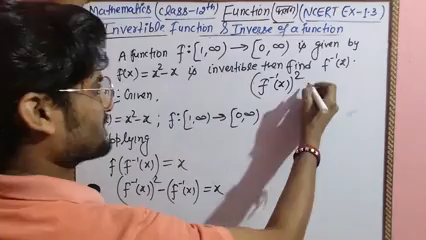 Mathematics (Class-12th) Function (फलन) (NCERT EX-1.3
Invertible Function & Inverse of a function
A function f: [1,∞) → [0,∞) is given by
f(x) = x² - x is invertible then find f⁻¹(x).
: Given,
(f⁻¹(x))²
= x² - x ; f: [1,∞) → [0,∞)
pplying
f(f⁻¹(x)) = x
(f⁻¹(x))² - (f⁻¹(x)) = x